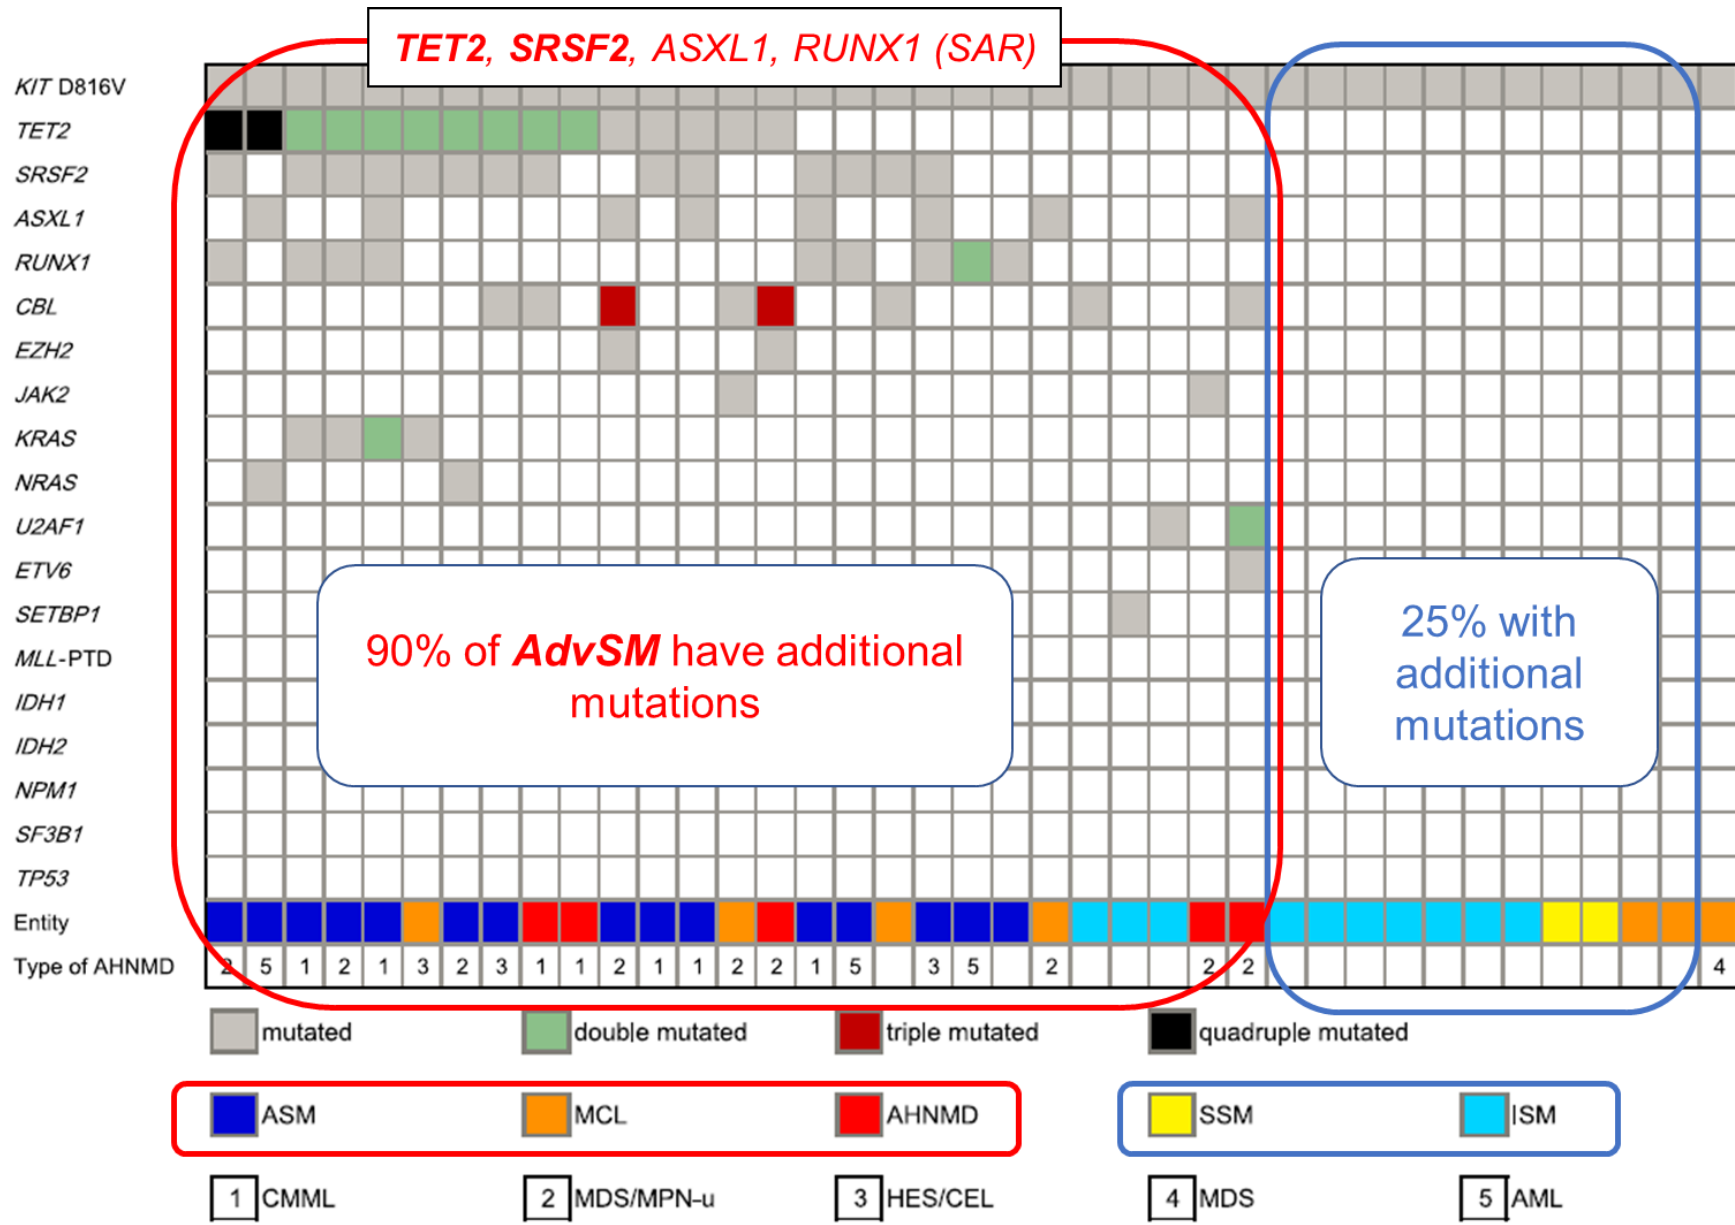 TET2, SRSF2, ASXL1, RUNX1 (SAR)
KIT D816V
TET2
SRSF2
ASXL1
RUNX1
CBL
EZH2
JAK2
KRAS
NRAS
U2AF1
ETV6
SETBP1
MLL-PTD
IDH1
IDH2
NPM1
SF3B1
TP53
90% of AdvSM have additional
mutations
25% with
additional
mutations
Entity
Type of AHNMD 2 5 1 2 1 3 2 3 1 1 2 1 1 2 2 1 5 3 5 2 2 2 4
mutated double mutated triple mutated quadruple mutated
ASM MCL AHNMD SSM ISM
1 CMML 2 MDS/MPN-u 3 HES/CEL 4 MDS 5 AML